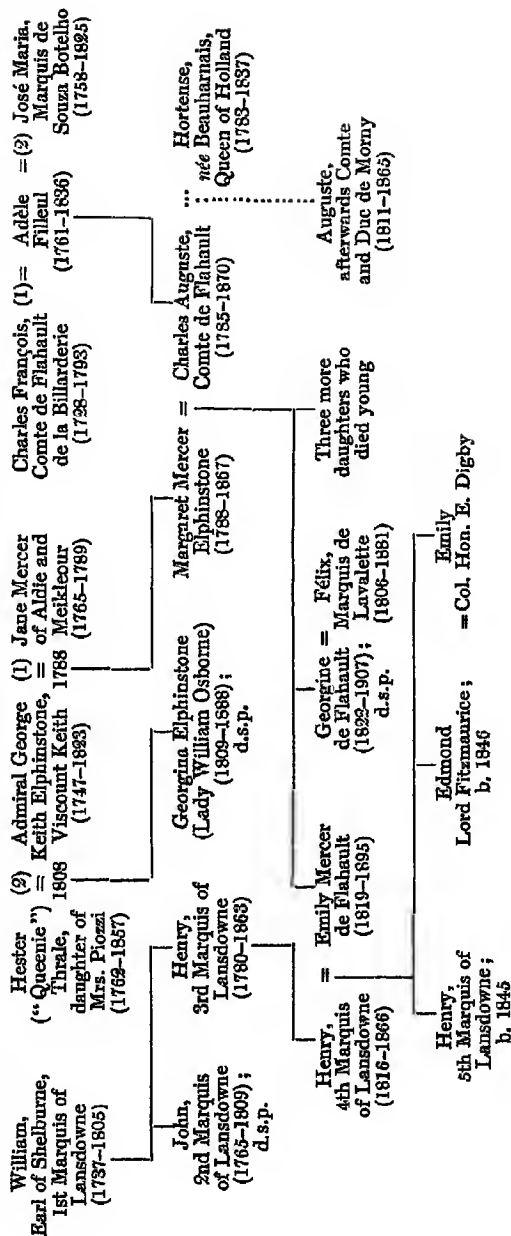 William,
Earl of Shelburne,
1st Marquis of
Lansdowne
(1737–1805)
Hester
("Queenie")
Thrale,
daughter of
Mrs. Piozzi
(1762–1857)
(2)
=
1808
Admiral George
Keith Elphinstone,
Viscount Keith
(1747–1823)
(1)
=
1788
Jane Mercer
of Aldie and
Meikleour
(1765–1789)
Charles François,
Comte de Flahault
de la Billarderie
(1728–1793)
(1)=
Adèle
Filleul
(1761–1836)
=(2)
José Maria,
Marquis de
Souza Botelho
(1758–1825)
John,
2nd Marquis
of Lansdowne
(1765–1809);
d.s.p.
Henry,
3rd Marquis of
Lansdowne
(1780–1863)
Georgina Elphinstone
(Lady William Osborne)
(1809–1888);
d.s.p.
Margaret Mercer
Elphinstone
(1788–1867)
=
Charles Auguste,
Comte de Flahault
(1785–1870)
...
Hortense,
née Beauharnais,
Queen of Holland
(1783–1837)
Henry,
4th Marquis
of Lansdowne
(1816–1866)
=
Emily Mercer
de Flahault
(1819–1895)
Georgine
de Flahault
(1822–1907);
d.s.p.
=
Félix,
Marquis de
Lavalette
(1806–1881)
Three more
daughters who
died young
Auguste,
afterwards Comte
and Duc de Morny
(1811–1865)
Henry,
5th Marquis of
Lansdowne;
b. 1845
Edmond
Lord Fitzmaurice;
b. 1846
Emily
=Col. Hon. E. Digby